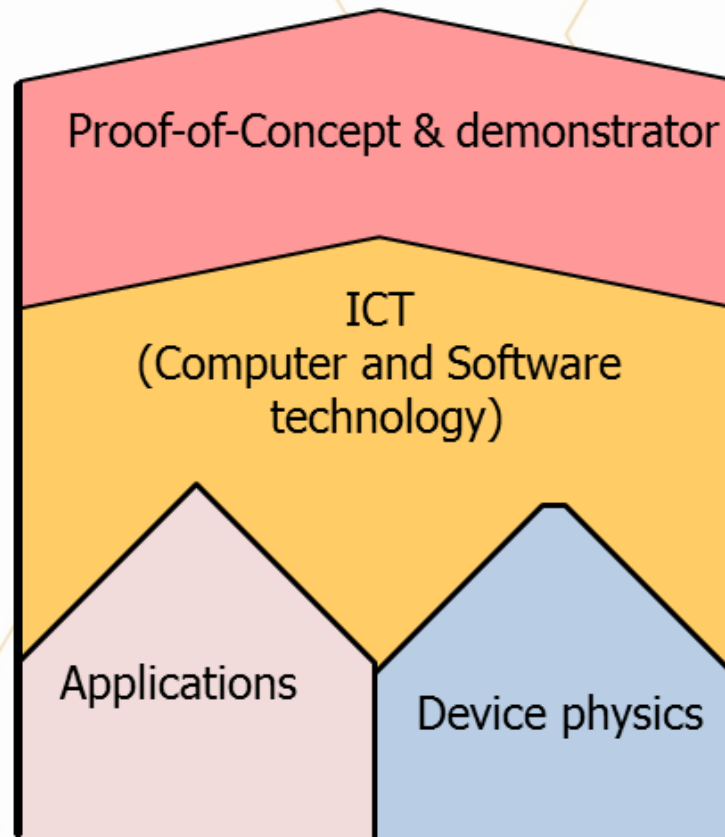 Proof-of-Concept & demonstrator
ICT
(Computer and Software
technology)
Applications
Device physics